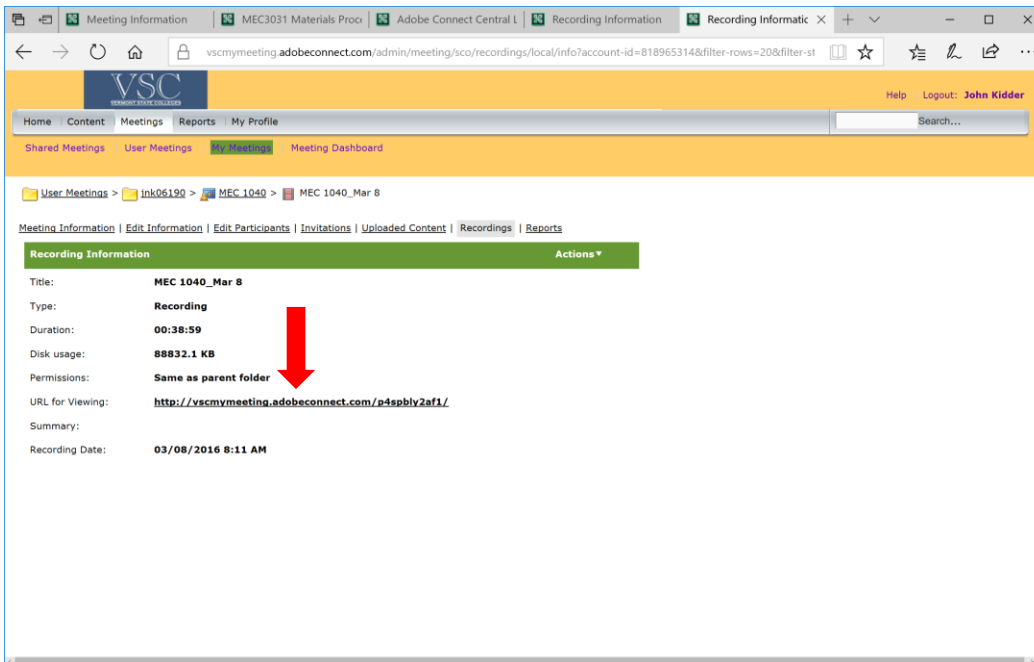 Meeting Information MEC3031 Materials Proc Adobe Connect Central L Recording Information Recording Informatic
vscmymeeting.adobeconnect.com/admin/meeting/sco/recordings/local/info?account-id=818965314&filter-rows=20&filter-st
VSC
VERMONT STATE COLLEGES
Help Logout: John Kidder
Home Content Meetings Reports My Profile Search...
Shared Meetings User Meetings My Meetings Meeting Dashboard
User Meetings > jnk06190 > MEC 1040 > MEC 1040_Mar 8
Meeting Information | Edit Information | Edit Participants | Invitations | Uploaded Content | Recordings | Reports
Recording Information Actions▼
Title: MEC 1040_Mar 8
Type: Recording
Duration: 00:38:59
Disk usage: 88832.1 KB
Permissions: Same as parent folder
URL for Viewing: http://vscmymeeting.adobeconnect.com/p4spbly2af1/
Summary:
Recording Date: 03/08/2016 8:11 AM